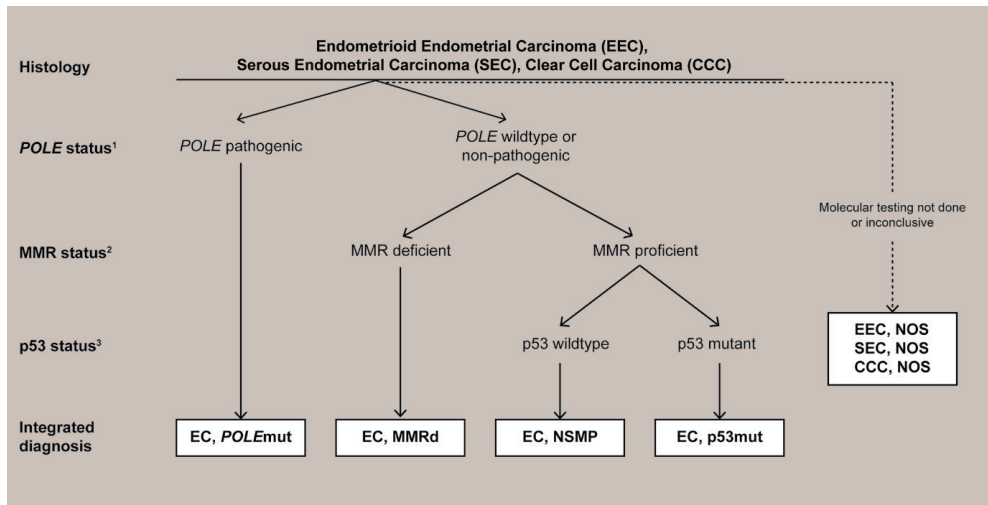 Endometrioid Endometrial Carcinoma (EEC),
Serous Endometrial Carcinoma (SEC), Clear Cell Carcinoma (CCC)
Histology
POLE status¹
POLE pathogenic
POLE wildtype or
non-pathogenic
Molecular testing not done
or inconclusive
MMR status²
MMR deficient
MMR proficient
p53 status³
p53 wildtype
p53 mutant
EEC, NOS
SEC, NOS
CCC, NOS
Integrated
diagnosis
EC, POLEmut
EC, MMRd
EC, NSMP
EC, p53mut